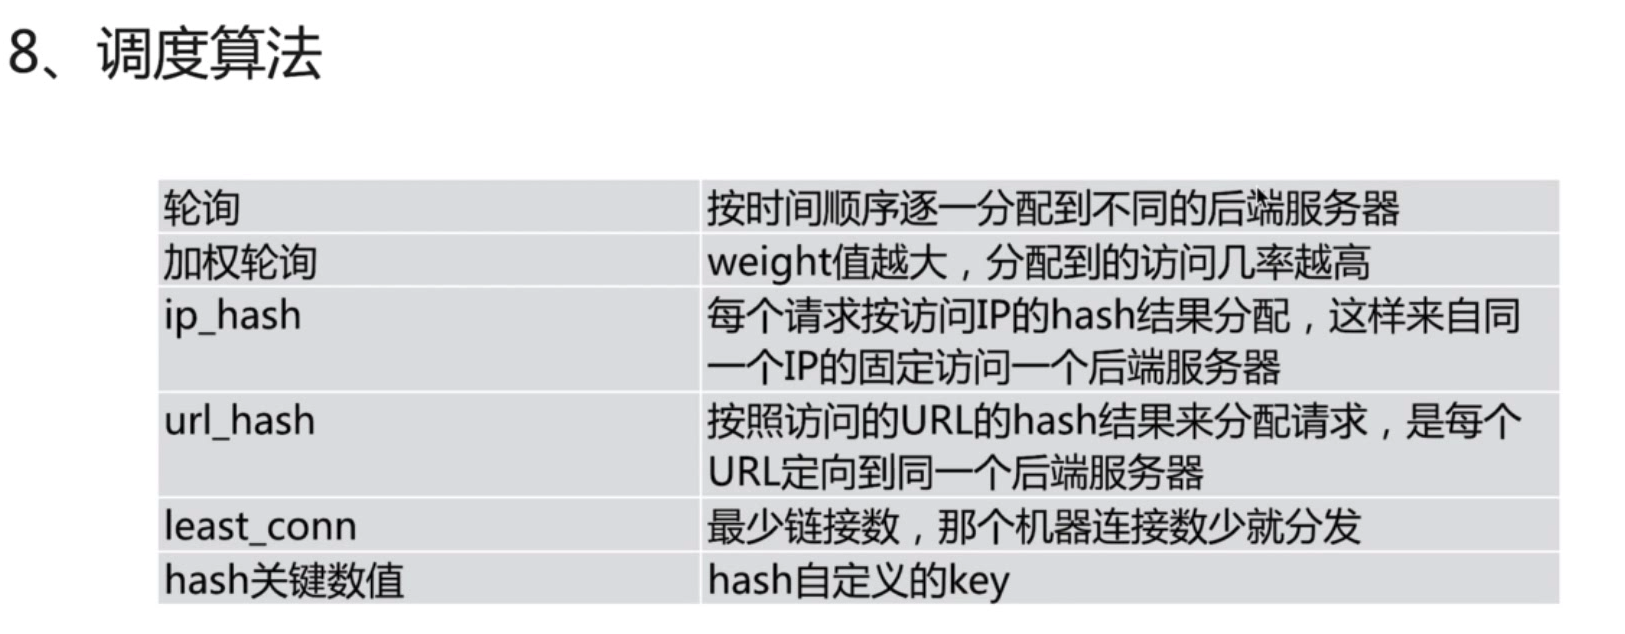 8、调度算法
轮询
按时间顺序逐一分配到不同的后端服务器
加权轮询
weight值越大，分配到的访问几率越高
ip_hash
每个请求按访问IP的hash结果分配，这样来自同
一个IP的固定访问一个后端服务器
url_hash
按照访问的URL的hash结果来分配请求，是每个
URL定向到同一个后端服务器
least_conn
最少链接数，那个机器连接数少就分发
hash关键数值
hash自定义的key